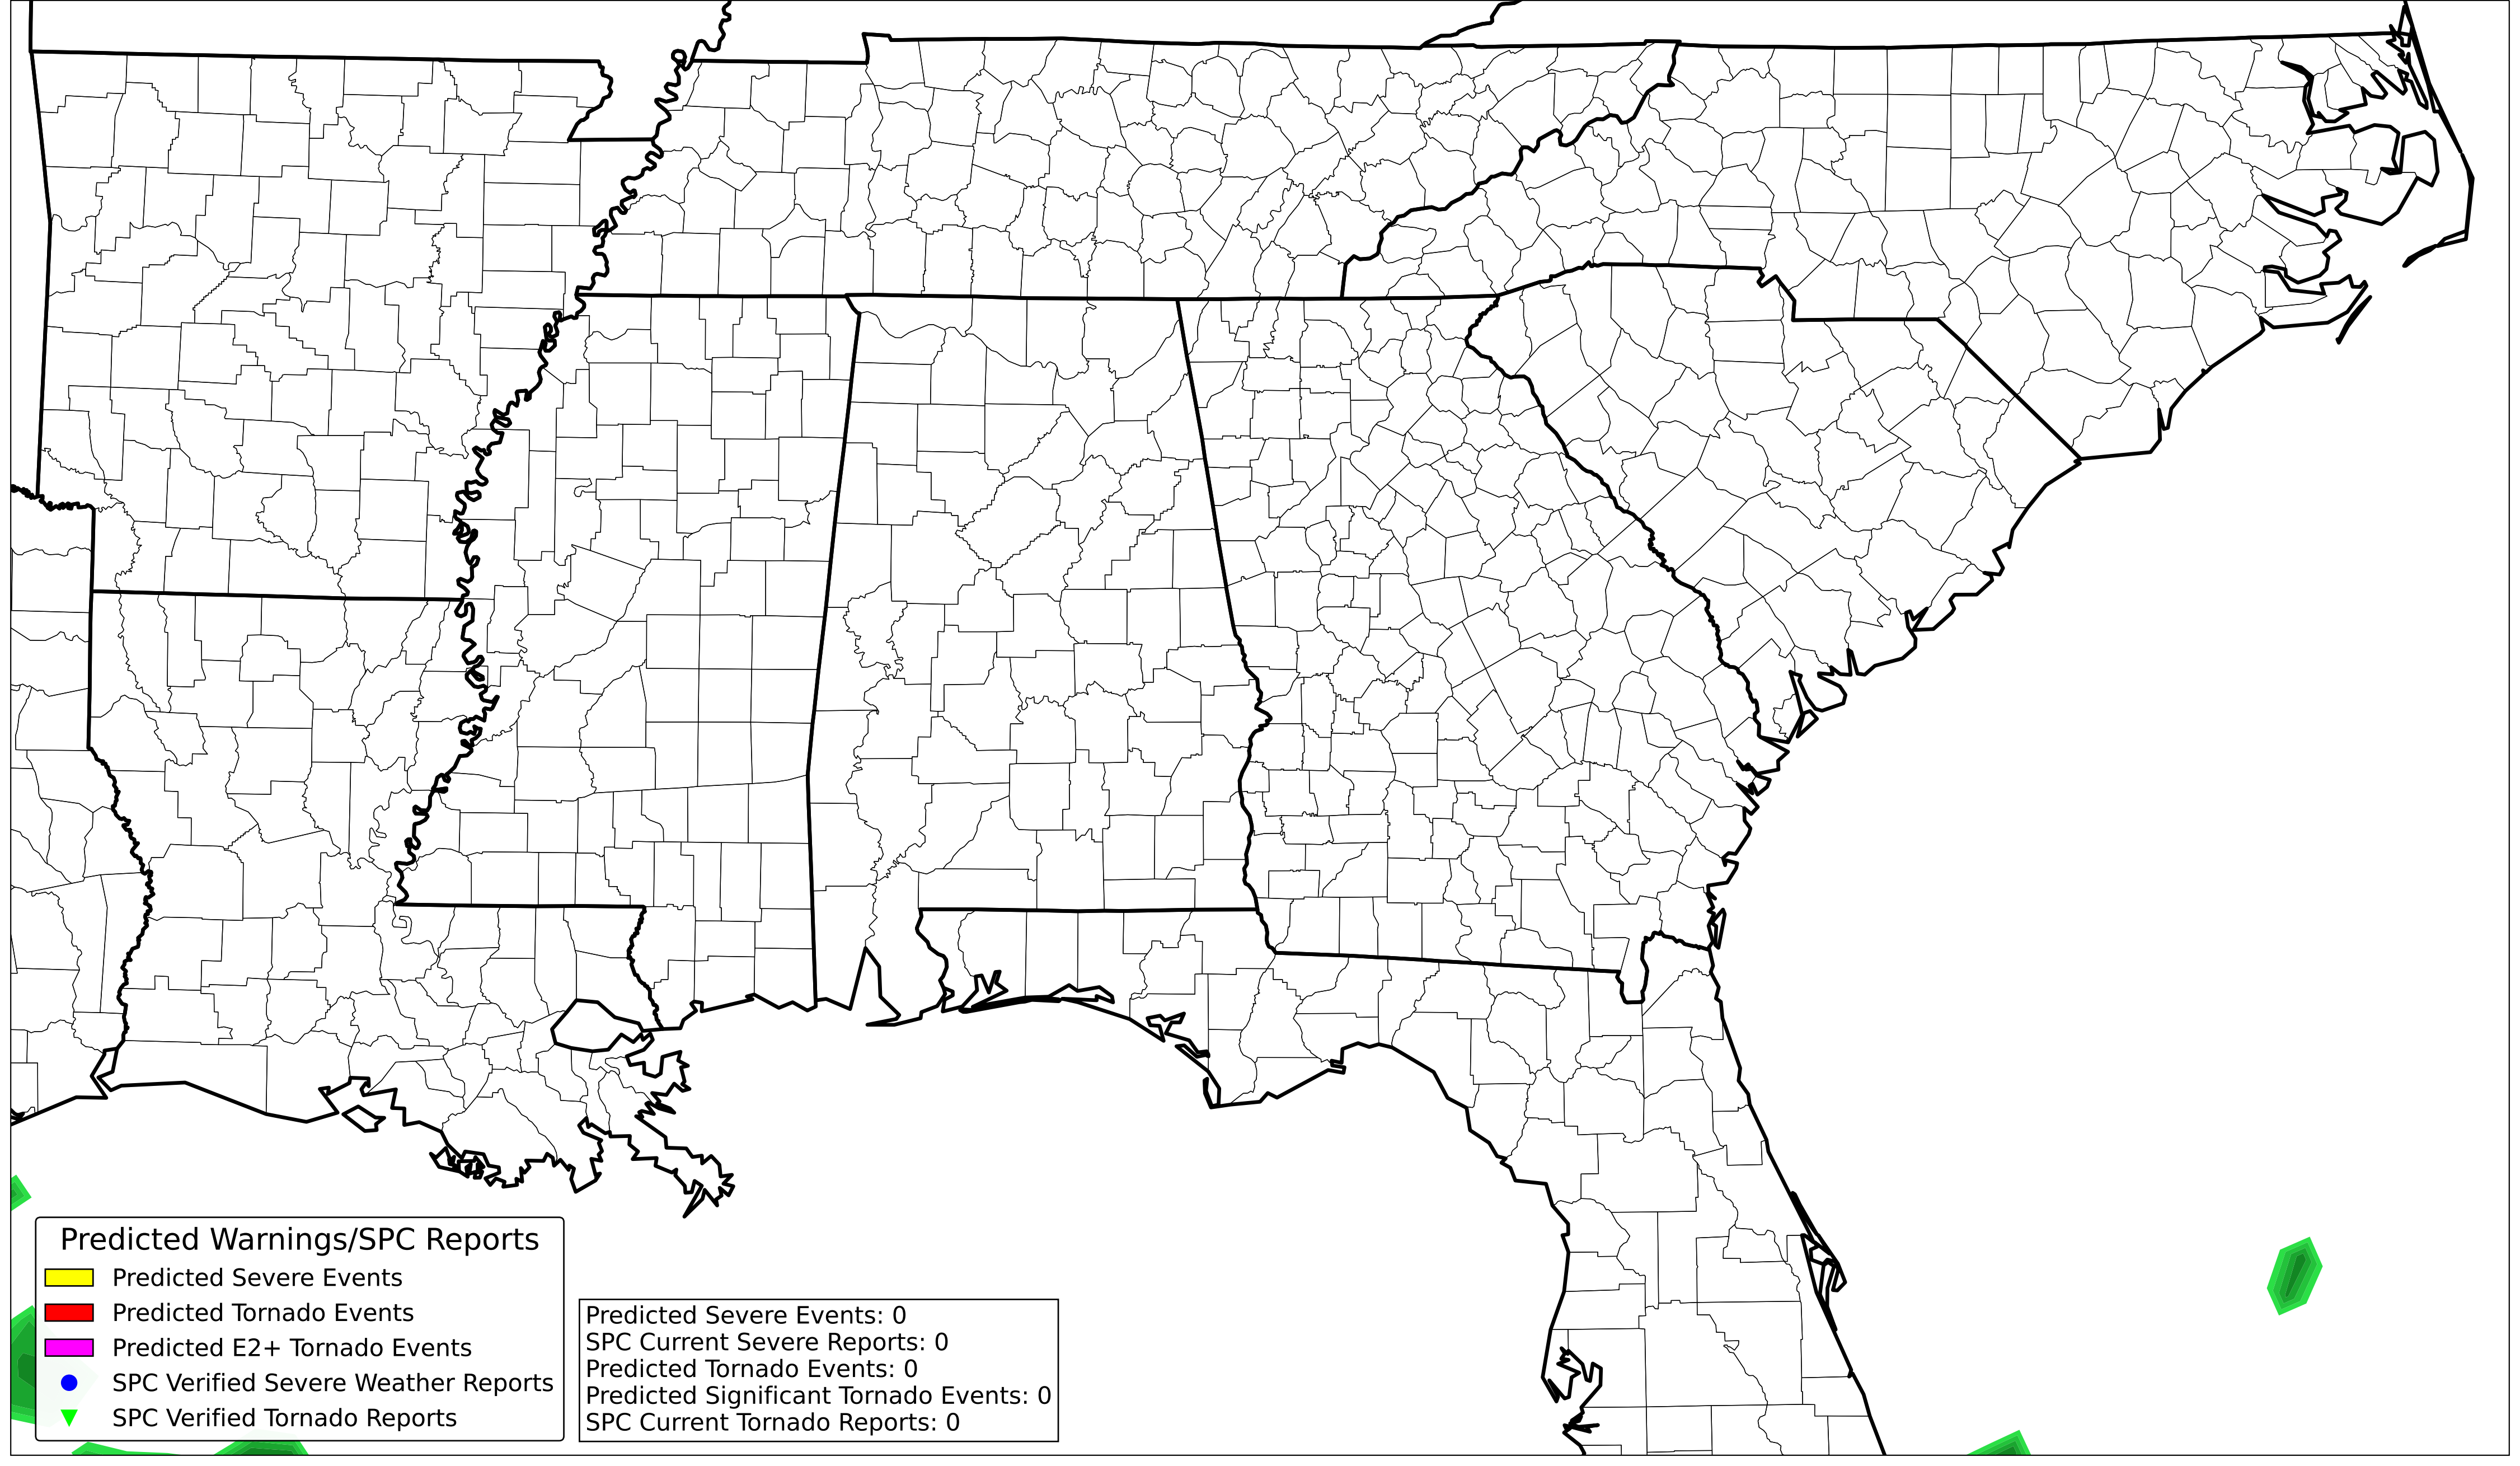 Predicted Warnings/SPC Reports
Predicted Severe Events
Predicted Tornado Events
Predicted E2+ Tornado Events
SPC Verified Severe Weather Reports
SPC Verified Tornado Reports
Predicted Severe Events: 0
SPC Current Severe Reports: 0
Predicted Tornado Events: 0
Predicted Significant Tornado Events: 0
SPC Current Tornado Reports: 0